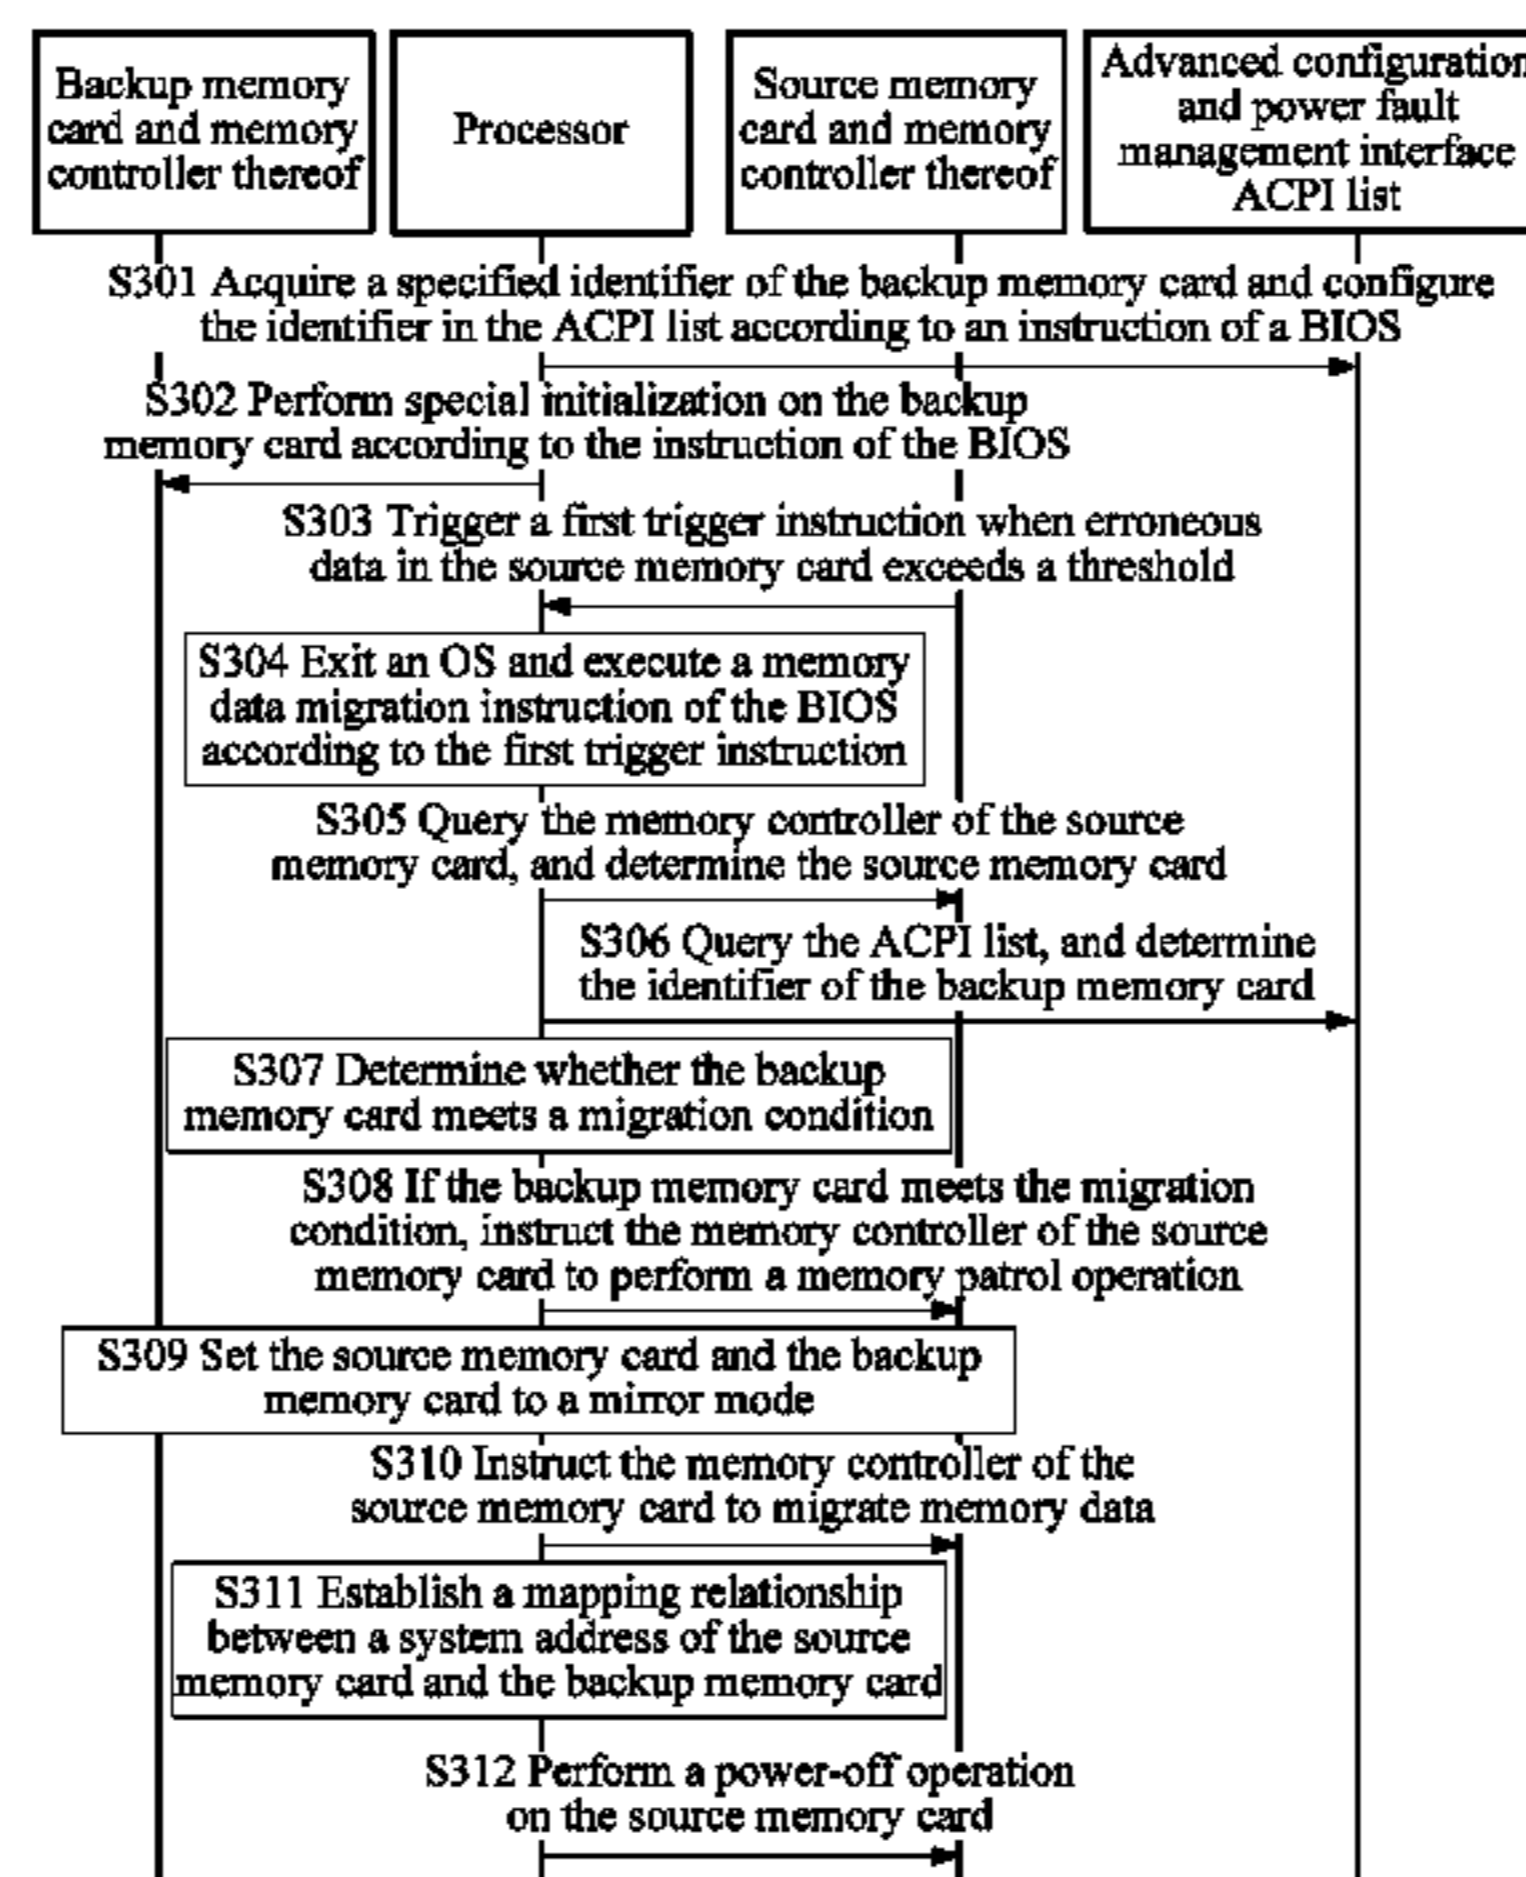 Backup memory
card and memory
controller thereof
Processor
Source memory
card and memory
controller thereof
Advanced configuration
and power fault
management interface
ACPI list
S301 Acquire a specified identifier of the backup memory card and configure
the identifier in the ACPI list according to an instruction of a BIOS
S302 Perform special initialization on the backup
memory card according to the instruction of the BIOS
S303 Trigger a first trigger instruction when erroneous
data in the source memory card exceeds a threshold
S304 Exit an OS and execute a memory
data migration instruction of the BIOS
according to the first trigger instruction
S305 Query the memory controller of the source
memory card, and determine the source memory card
S306 Query the ACPI list, and determine
the identifier of the backup memory card
S307 Determine whether the backup
memory card meets a migration condition
S308 If the backup memory card meets the migration
condition, instruct the memory controller of the source
memory card to perform a memory patrol operation
S309 Set the source memory card and the backup
memory card to a mirror mode
S310 Instruct the memory controller of the
source memory card to migrate memory data
S311 Establish a mapping relationship
between a system address of the source
memory card and the backup memory card
S312 Perform a power-off operation
on the source memory card